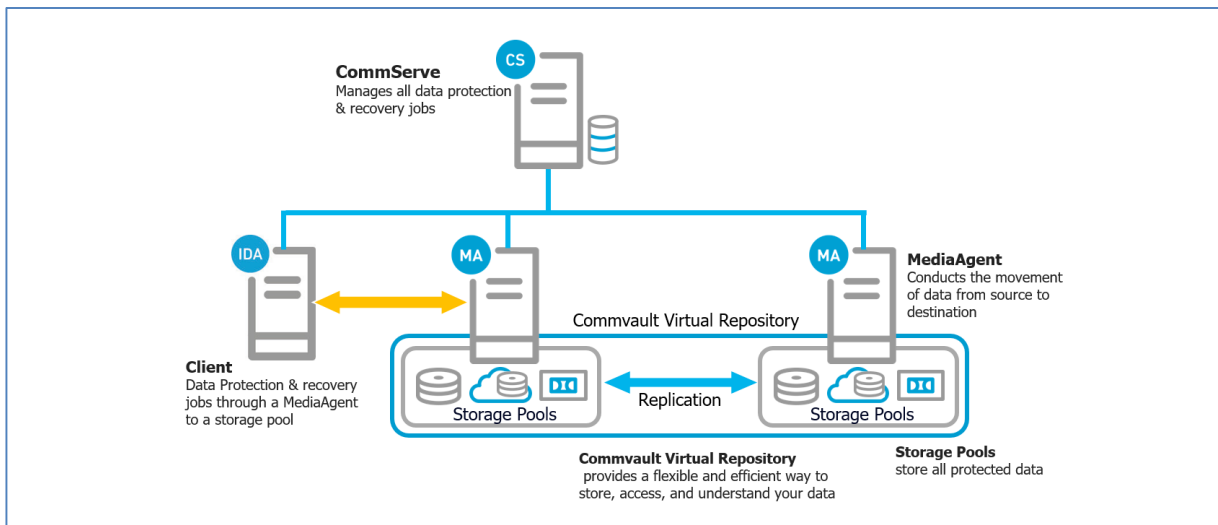 CS
CommServe
Manages all data protection
& recovery jobs
IDA
MA
MA
MediaAgent
Conducts the movement
of data from source to
destination
Commvault Virtual Repository
Client
Data Protection & recovery
jobs through a MediaAgent
to a storage pool
Replication
Storage Pools
Storage Pools
Commvault Virtual Repository
provides a flexible and efficient way to
store, access, and understand your data
Storage Pools
store all protected data